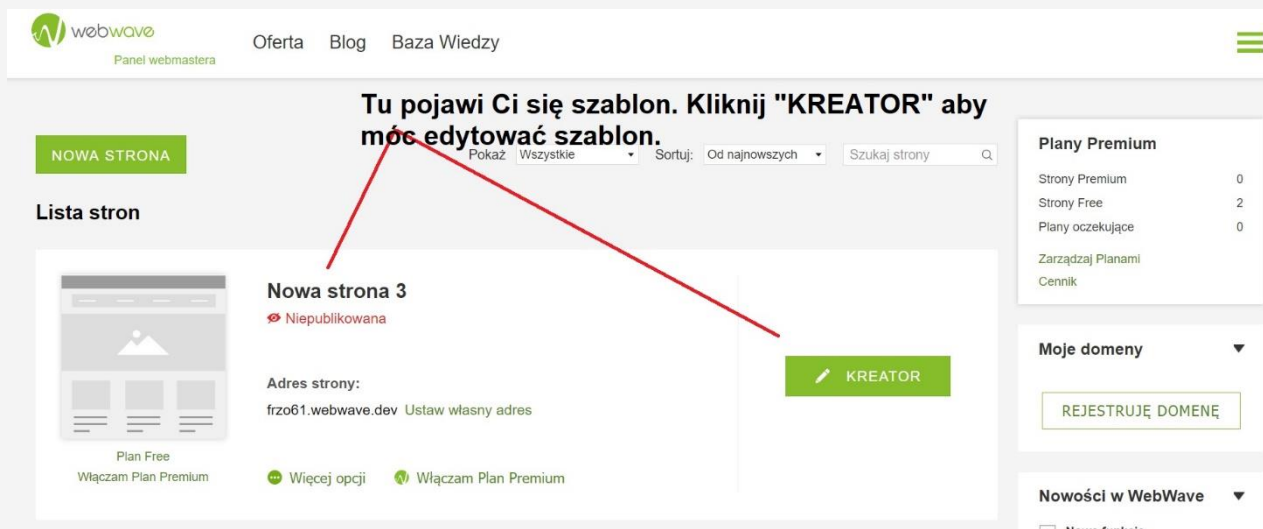 webwave
Panel webmastera
Oferta Blog Baza Wiedzy
Tu pojawi Ci się szablon. Kliknij "KREATOR" aby
móc edytować szablon.
NOWA STRONA
Pokaż Wszystkie Sortuj: Od najnowszych Szukaj strony
Lista stron
Nowa strona 3
Niepublikowana
Adres strony:
frzo61.webwave.dev Ustaw własny adres
KREATOR
Plan Free
Włączam Plan Premium
Więcej opcji Włączam Plan Premium
Plany Premium
Strony Premium 0
Strony Free 2
Plany oczekujące 0
Zarządzaj Planami
Cennik
Moje domeny
REJESTRUJĘ DOMENĘ
Nowości w WebWave